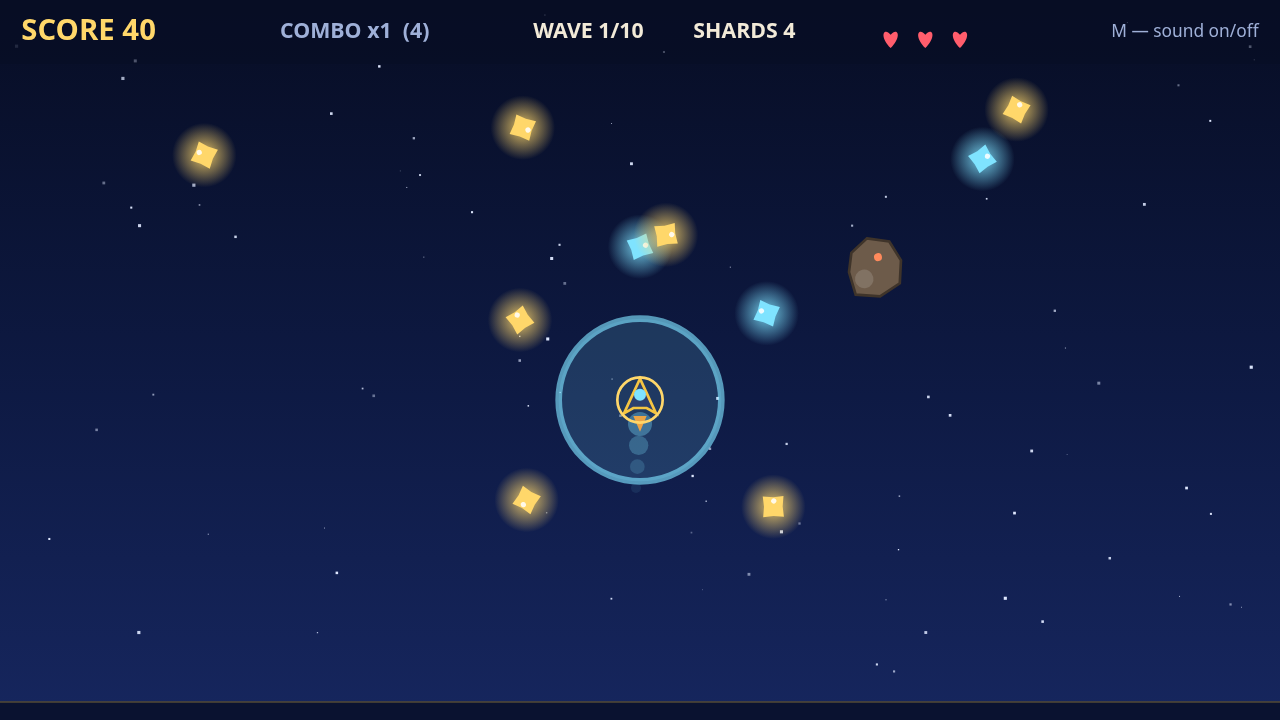 SCORE 40
COMBO x1 (4)
WAVE 1/10
SHARDS 4
M — sound on/off